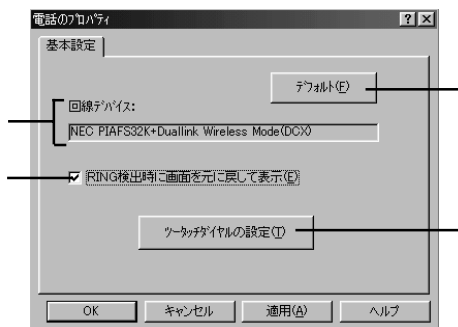 電話のﾌﾟﾛﾊﾟﾃｨ
基本設定
ﾃﾞﾌｫﾙﾄ(F)
回線ﾃﾞﾊﾞｲｽ:
NEC PIAFS32K+Duallink Wireless Mode(DCX)
RING検出時に画面を元に戻して表示(E)
ﾂｰﾀｯﾁﾀﾞｲﾔﾙの設定(T)
OK
ｷｬﾝｾﾙ
適用(A)
ﾍﾙﾌﾟ